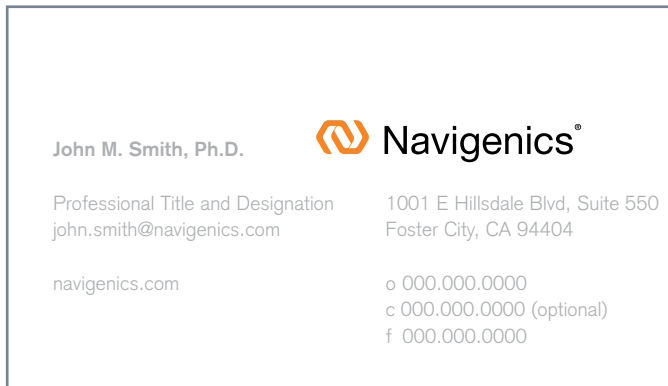 Navigenics®
John M. Smith, Ph.D.
Professional Title and Designation
john.smith@navigenics.com
navigenics.com
1001 E Hillsdale Blvd, Suite 550
Foster City, CA 94404
o 000.000.0000
c 000.000.0000 (optional)
f 000.000.0000